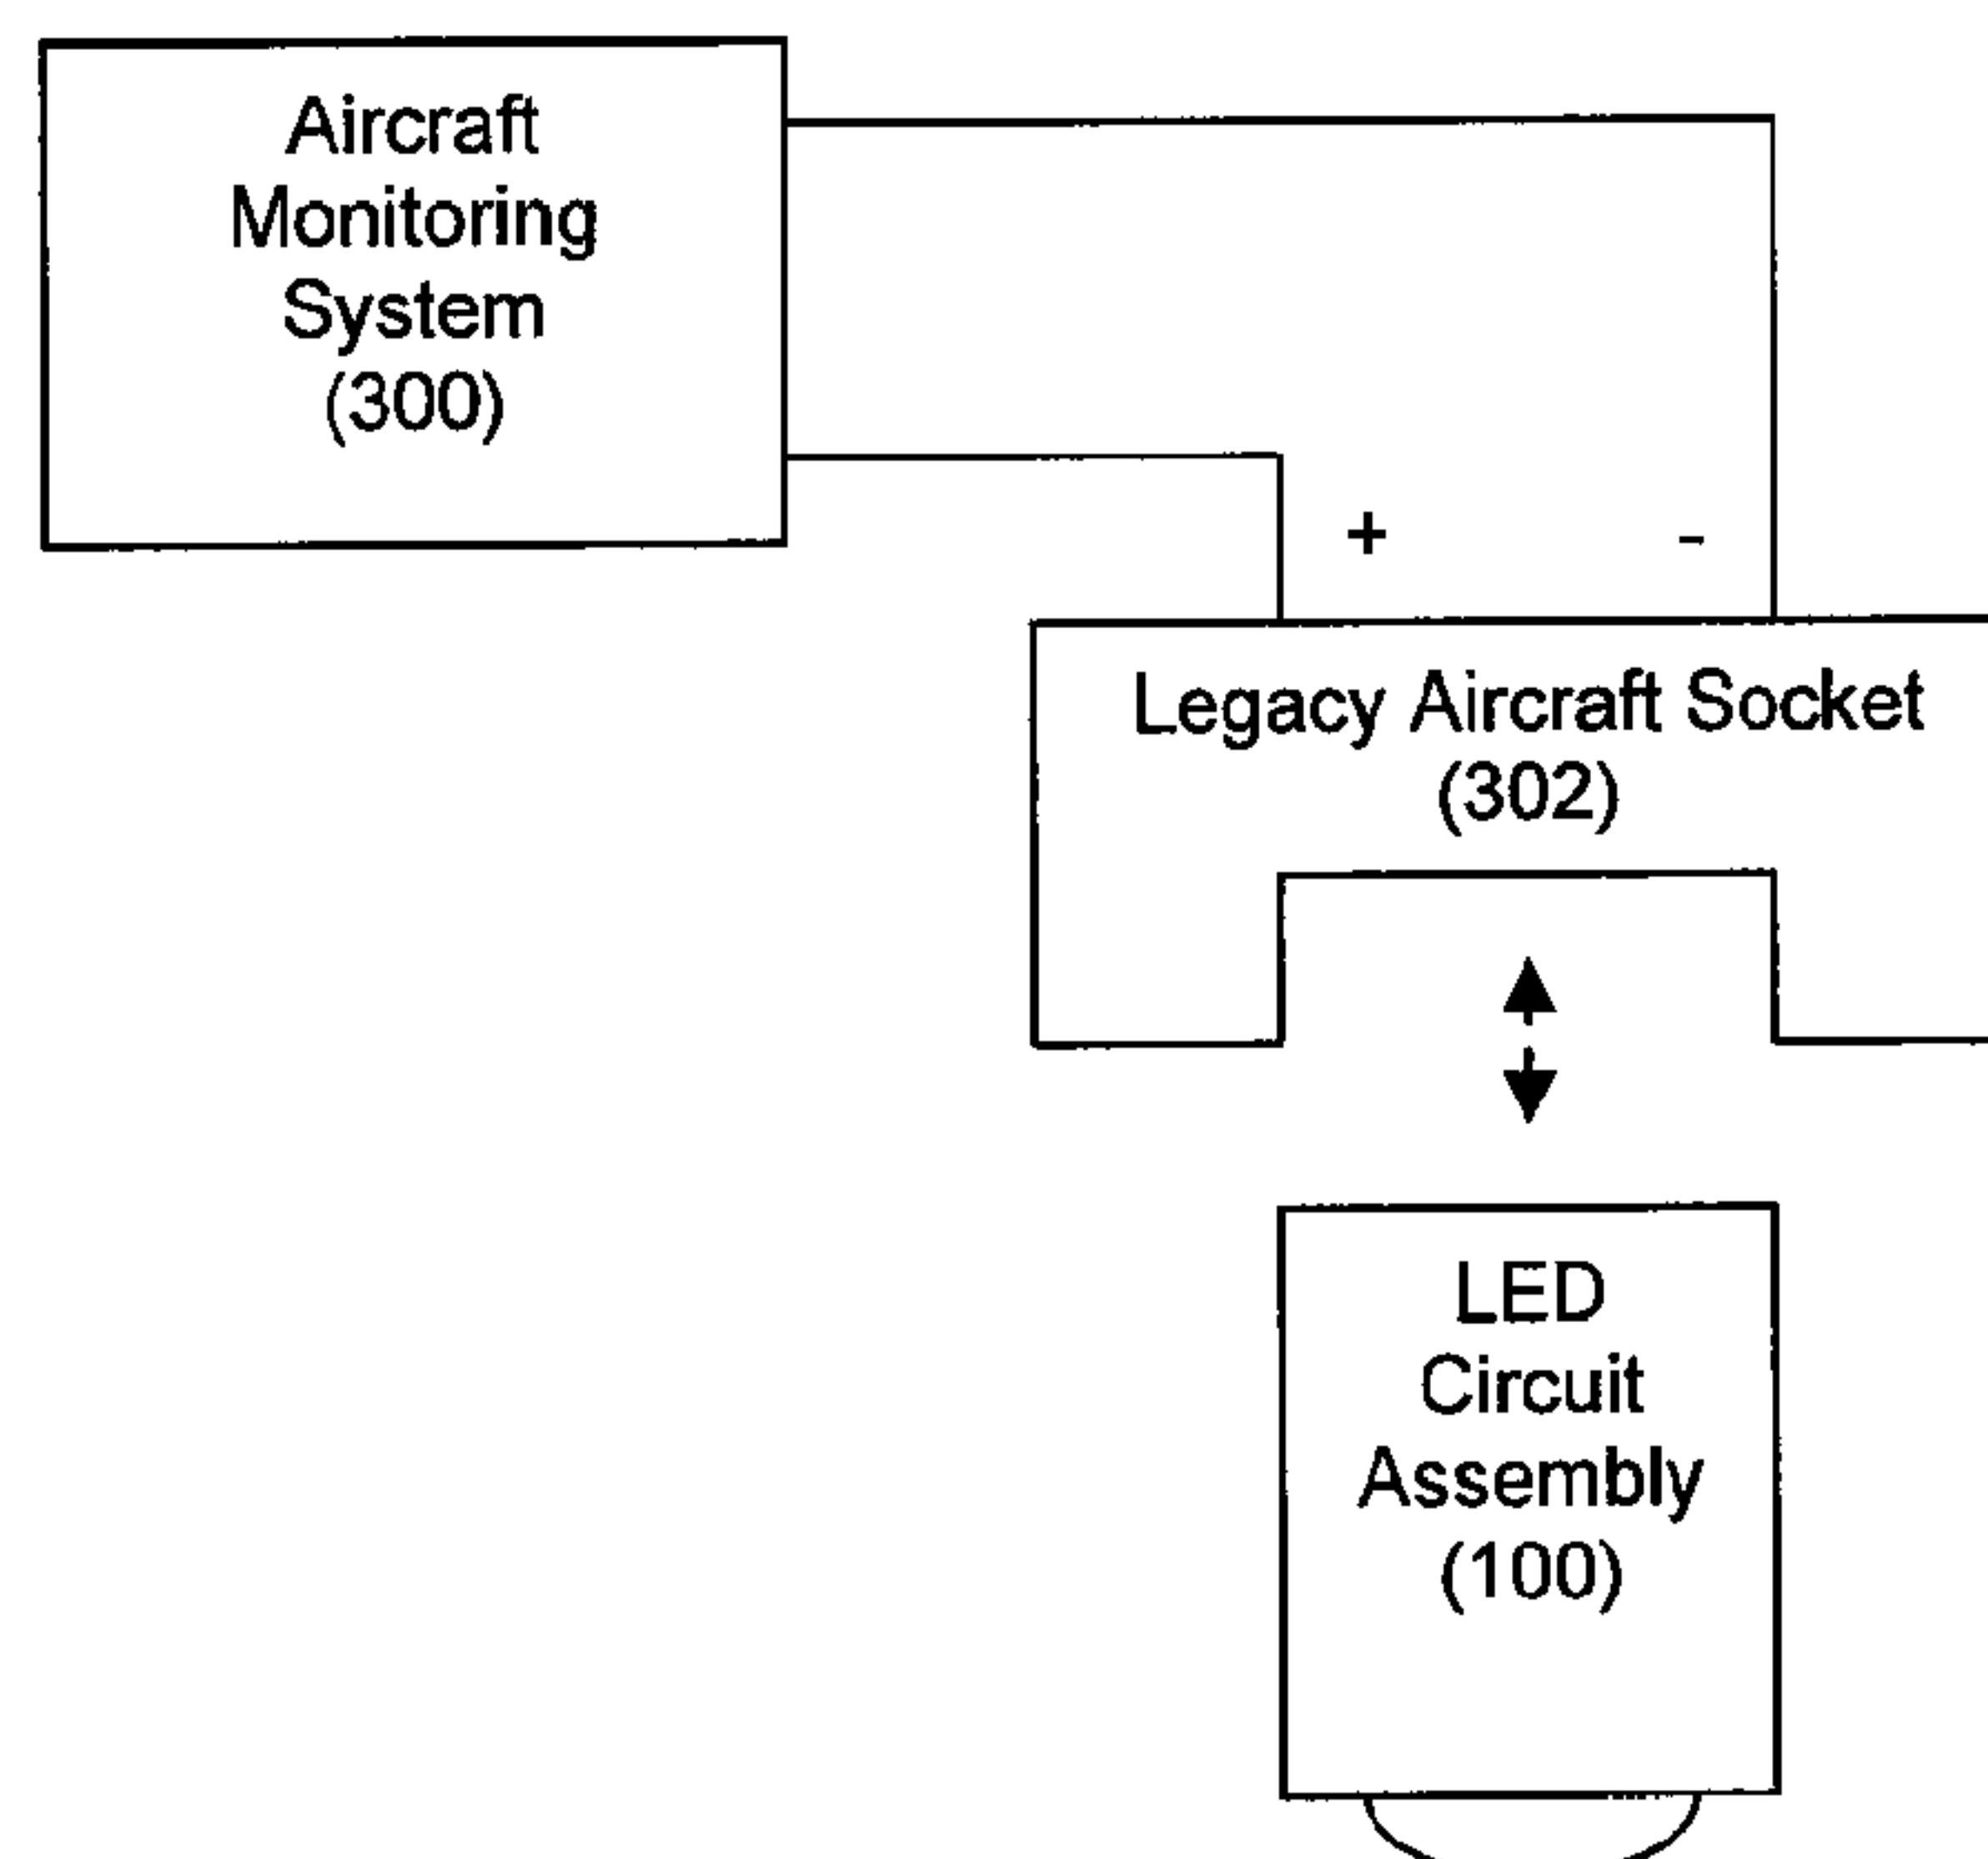 Aircraft
Monitoring
System
(300)
+ -
Legacy Aircraft Socket
(302)
LED
Circuit
Assembly
(100)